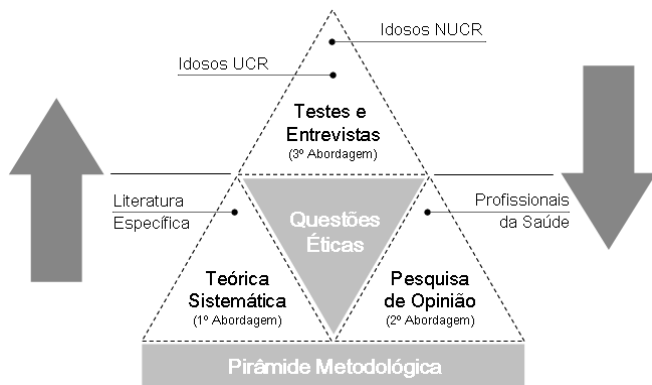 Idosos NUCR
Idosos UCR
Testes e
Entrevistas
(3º Abordagem)
Literatura
Específica
Questões
Éticas
Profissionais
da Saúde
Teórica
Sistemática
(1º Abordagem)
Pesquisa
de Opinião
(2º Abordagem)
Pirâmide Metodológica